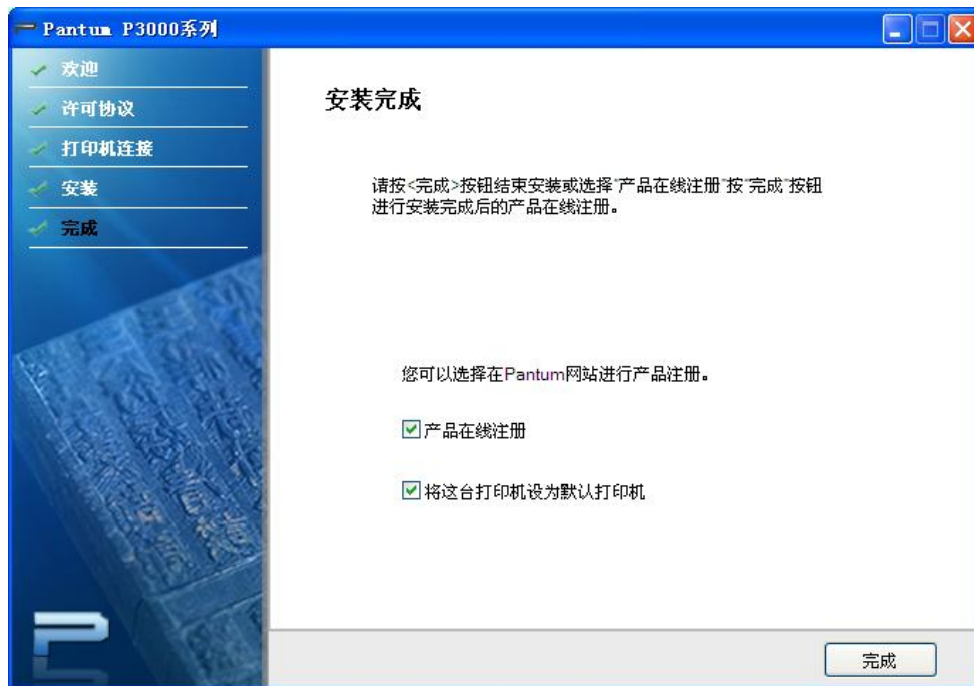 Pantum P3000系列
欢迎
许可协议
打印机连接
安装
完成
安装完成
请按<完成>按钮结束安装或选择"产品在线注册"按"完成"按钮
进行安装完成后的产品在线注册。
您可以选择在Pantum网站进行产品注册。
产品在线注册
将这台打印机设为默认打印机
完成